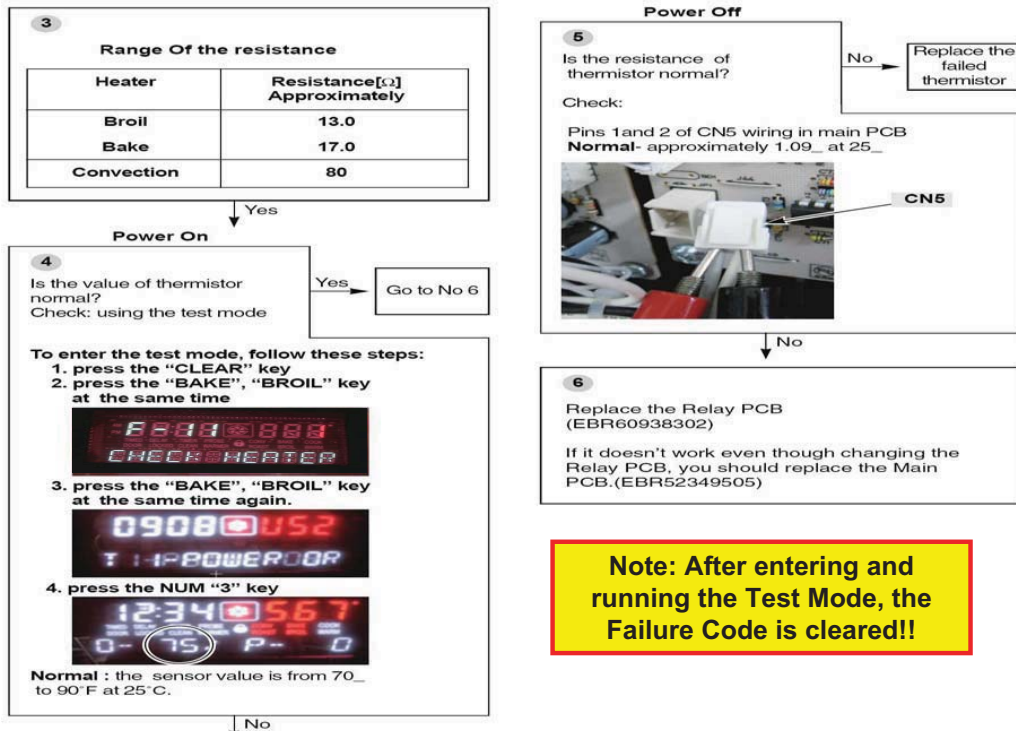 3
Range Of the resistance
Heater Resistance[Ω] Approximately
Broil 13.0
Bake 17.0
Convection 80
Yes
Power On
4
Is the value of thermistor
normal?
Check: using the test mode
Yes
Go to No 6
To enter the test mode, follow these steps:
1. press the “CLEAR” key
2. press the “BAKE”, “BROIL” key
at the same time
F-11
CHECK HEATER
3. press the “BAKE”, “BROIL” key
at the same time again.
0908 US2
POWER
4. press the NUM “3” key
12:34 567
0- 75. P- 0
Normal : the sensor value is from 70_
to 90°F at 25°C.
No
Power Off
5
Is the resistance of
thermistor normal?
No
Replace the
failed
thermistor
Check:
Pins 1and 2 of CN5 wiring in main PCB
Normal- approximately 1.09_ at 25_
CN5
No
6
Replace the Relay PCB
(EBR60938302)
If it doesn’t work even though changing the
Relay PCB, you should replace the Main
PCB.(EBR52349505)
Note: After entering and
running the Test Mode, the
Failure Code is cleared!!